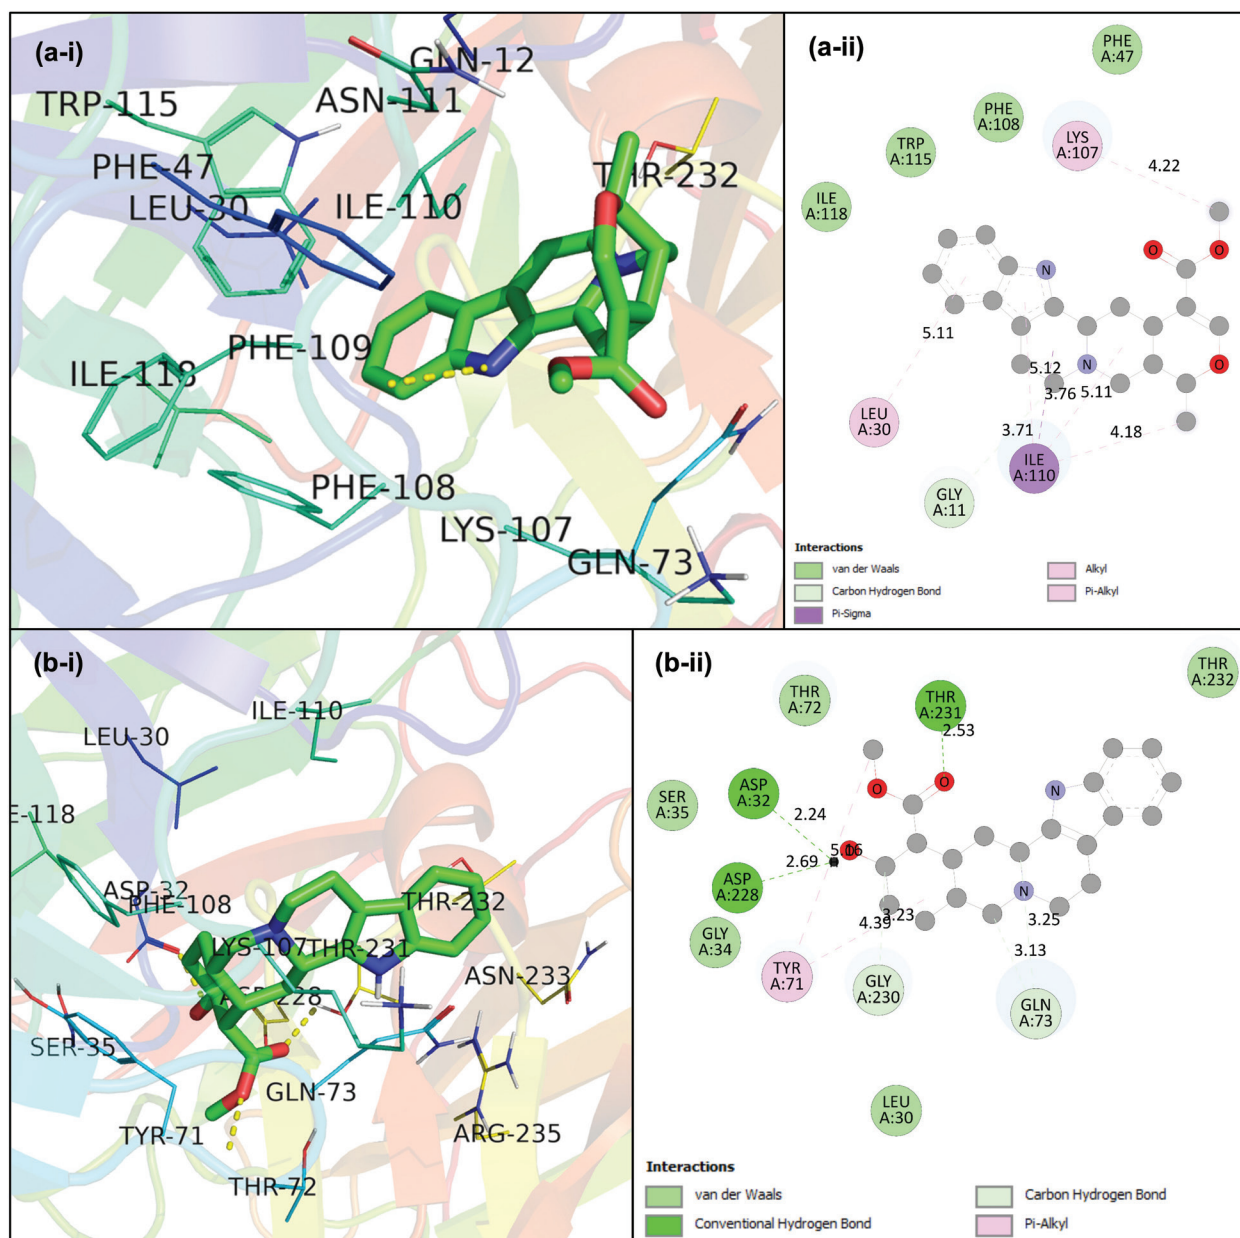 (a-i)
GLN-12
TRP-115
ASN-111
PHE-47
THR-232
LEU-30
ILE-110
PHE-109
ILE-118
PHE-108
LYS-107
GLN-73
(a-ii)
PHE
A:47
PHE
A:108
LYS
A:107
TRP
A:115
4.22
ILE
A:118
N
O
O
5.11
5.12
N
O
3.76
5.11
LEU
A:30
3.71
4.18
ILE
A:110
GLY
A:11
Interactions
van der Waals
Alkyl
Carbon Hydrogen Bond
Pi-Alkyl
Pi-Sigma
(b-i)
ILE-110
LEU-30
E-118
ASP-32
PHE-108
THR-232
LYS-107
THR-231
ASN-233
ASP-228
SER-35
GLN-73
TYR-71
ARG-235
THR-72
(b-ii)
THR
A:232
THR
A:72
THR
A:231
2.53
ASP
A:32
O
O
N
SER
A:35
2.24
2.69
ASP
A:228
N
3.23
4.39
3.25
GLY
A:34
3.13
TYR
A:71
GLY
A:230
GLN
A:73
LEU
A:30
Interactions
van der Waals
Carbon Hydrogen Bond
Conventional Hydrogen Bond
Pi-Alkyl